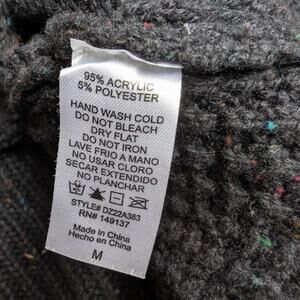 95% ACRYLIC
5% POLYESTER
HAND WASH COLD
DO NOT BLEACH
DRY FLAT
DO NOT IRON
LAVE FRIO A MANO
NO USAR CLORO
SECAR EXTENDIDO
NO PLANCHAR
STYLE# DZ22A383
RN# 149137
Made in China
Hecho en China
M